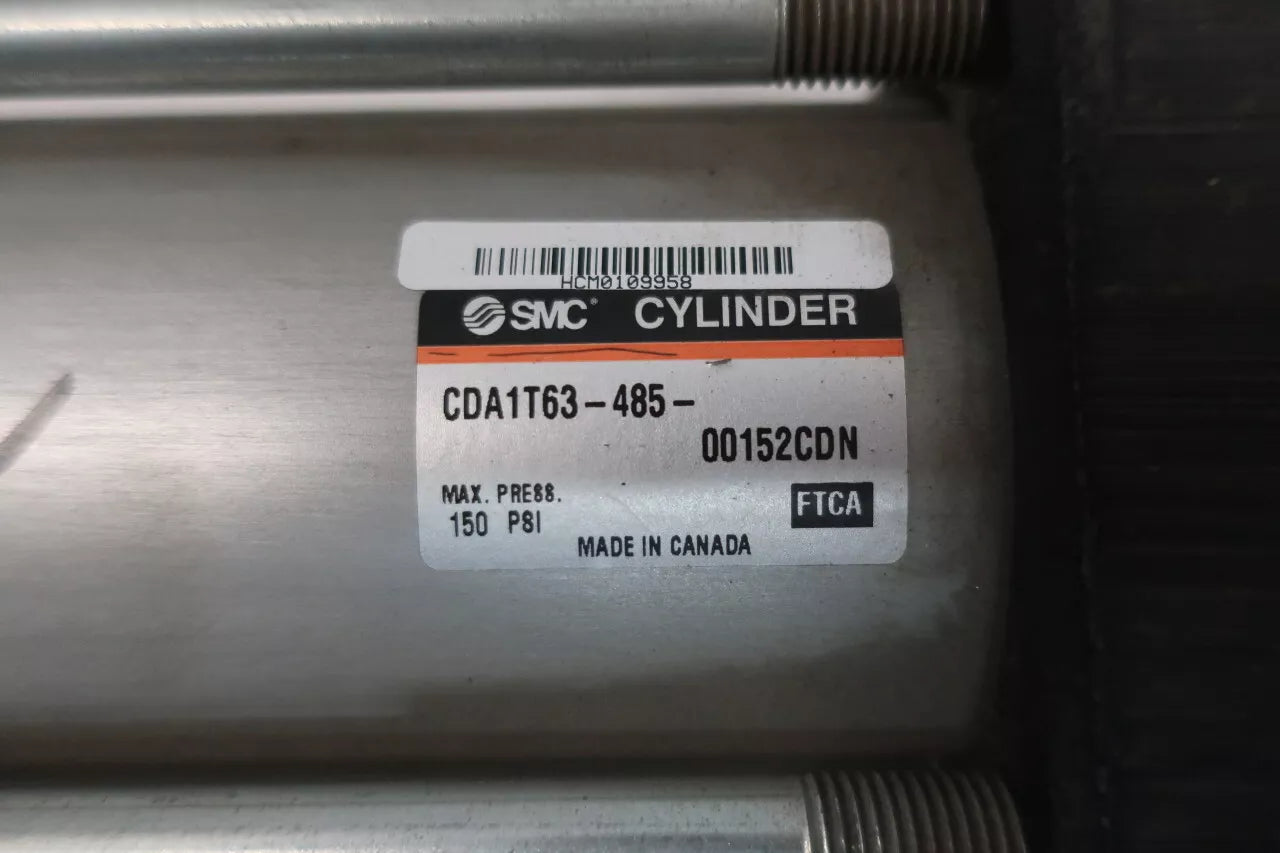 HCM0109958
SMC® CYLINDER
CDA1T63-485-
00152CDN
MAX. PRESS.
150 PSI
FTCA
MADE IN CANADA